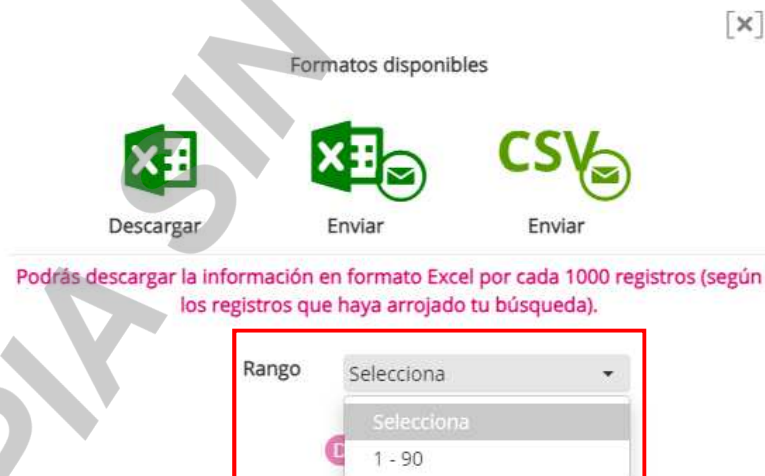 [×]
Formatos disponibles
CSV
Descargar Enviar Enviar
Podrás descargar la información en formato Excel por cada 1000 registros (según
los registros que haya arrojado tu búsqueda).
Rango Selecciona
Selecciona
D
1 - 90
SIN